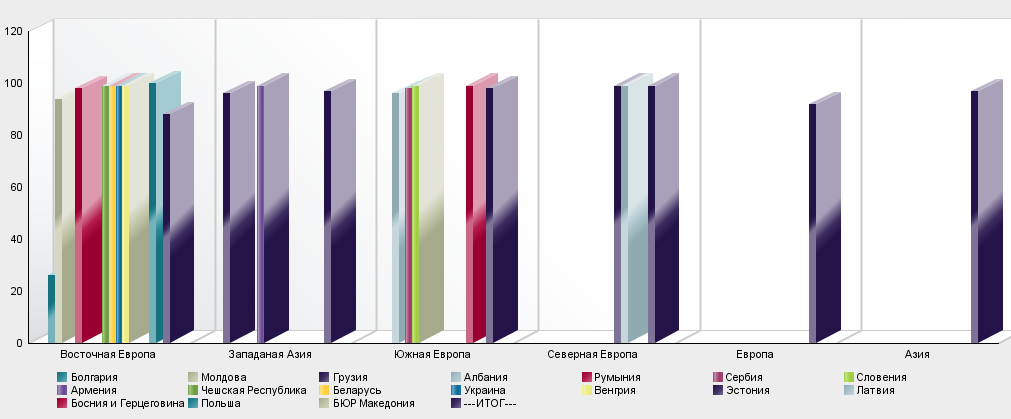 120
100
80
60
40
20
0
Восточная Европа Западаная Азия Южная Европа Северная Европа Европа Азия
Болгария Молдова Грузия Албания Румыния Сербия Словения
Армения Чешская Республика Беларусь Украина Венгрия Эстония Латвия
Босния и Герцеговина Польша БЮР Македония ---ИТОГ---